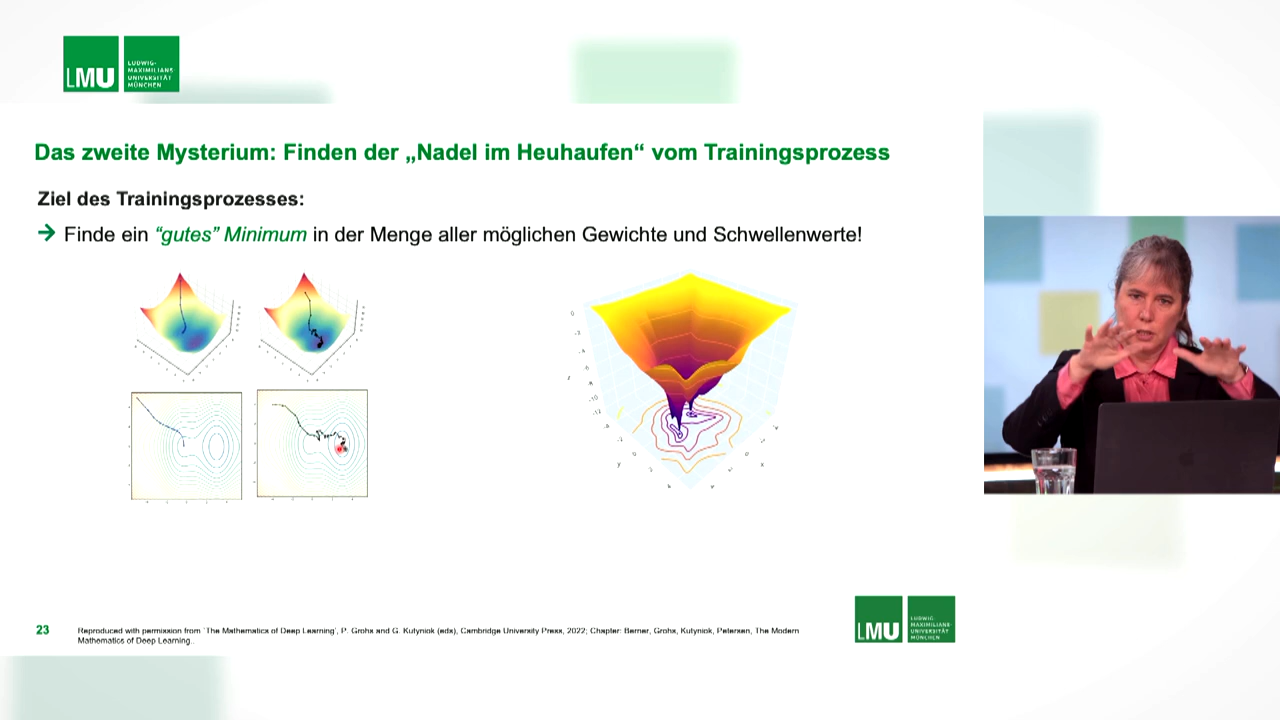 LMU
LUDWIG-
MAXIMILIANS-
UNIVERSITÄT
MÜNCHEN
Das zweite Mysterium: Finden der „Nadel im Heuhaufen“ vom Trainingsprozess
Ziel des Trainingsprozesses:
→ Finde ein “gutes” Minimum in der Menge aller möglichen Gewichte und Schwellenwerte!
23
Reproduced with permission from `The Mathematics of Deep Learning', P. Grohs and G. Kutyniok (eds), Cambridge University Press, 2022; Chapter: Berner, Grohs, Kutyniok, Petersen, The Modern
Mathematics of Deep Learning..
LMU
LUDWIG-
MAXIMILIANS-
UNIVERSITÄT
MÜNCHEN